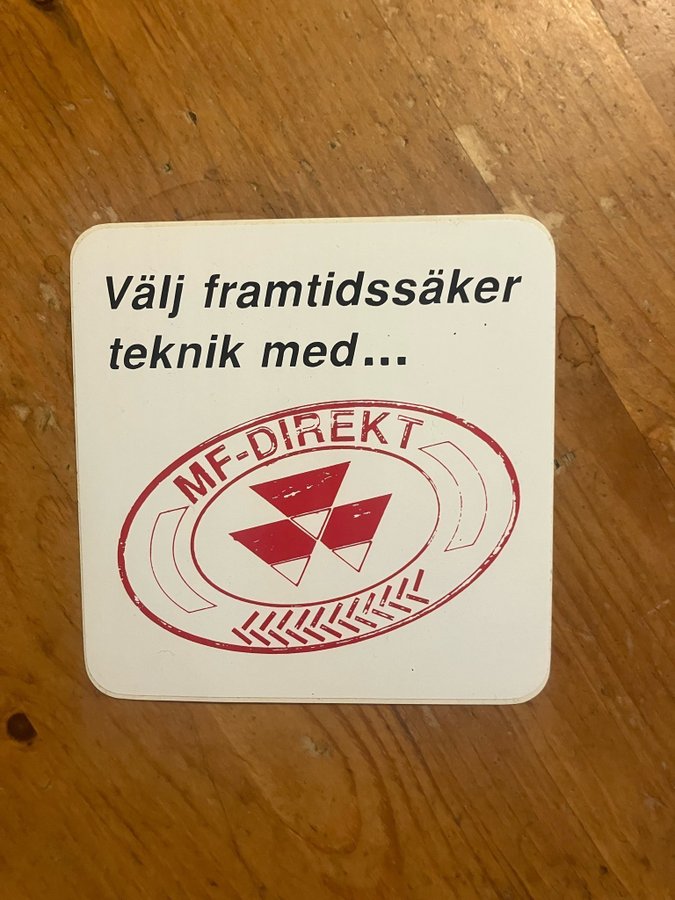 Välj framtidssäker
teknik med...
MF-DIREKT